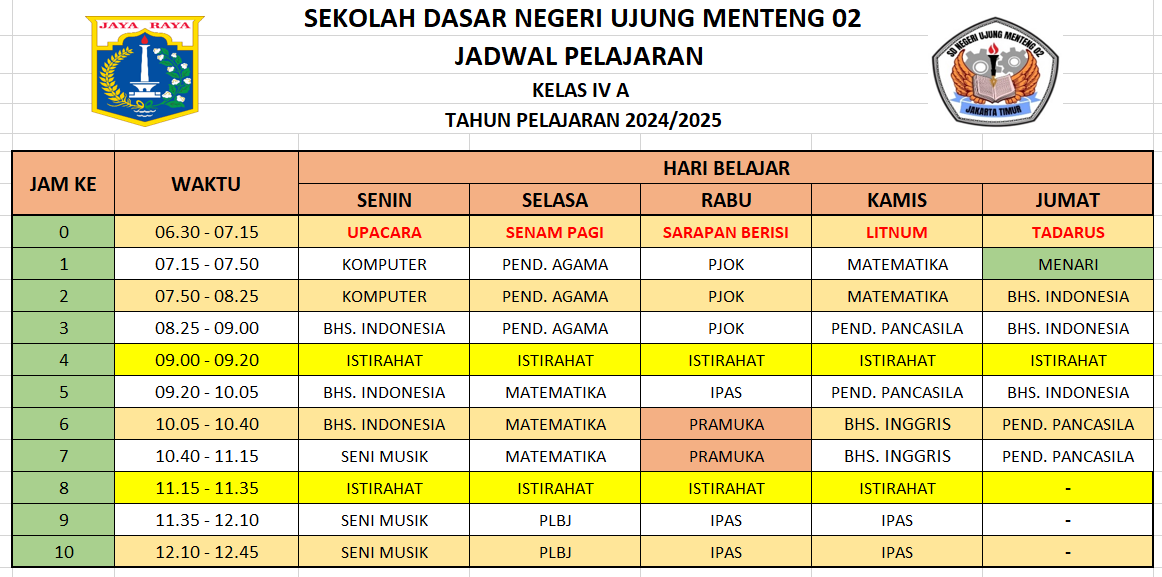 JAYA RAYA
SEKOLAH DASAR NEGERI UJUNG MENTENG 02
JADWAL PELAJARAN
KELAS IV A
TAHUN PELAJARAN 2024/2025
SD NEGERI UJUNG MENTENG 02
JAKARTA TIMUR
JAM KE WAKTU HARI BELAJAR
SENIN SELASA RABU KAMIS JUMAT
0 06.30 - 07.15 UPACARA SENAM PAGI SARAPAN BERISI LITNUM TADARUS
1 07.15 - 07.50 KOMPUTER PEND. AGAMA PJOK MATEMATIKA MENARI
2 07.50 - 08.25 KOMPUTER PEND. AGAMA PJOK MATEMATIKA BHS. INDONESIA
3 08.25 - 09.00 BHS. INDONESIA PEND. AGAMA PJOK PEND. PANCASILA BHS. INDONESIA
4 09.00 - 09.20 ISTIRAHAT ISTIRAHAT ISTIRAHAT ISTIRAHAT ISTIRAHAT
5 09.20 - 10.05 BHS. INDONESIA MATEMATIKA IPAS PEND. PANCASILA BHS. INDONESIA
6 10.05 - 10.40 BHS. INDONESIA MATEMATIKA PRAMUKA BHS. INGGRIS PEND. PANCASILA
7 10.40 - 11.15 SENI MUSIK MATEMATIKA PRAMUKA BHS. INGGRIS PEND. PANCASILA
8 11.15 - 11.35 ISTIRAHAT ISTIRAHAT ISTIRAHAT ISTIRAHAT -
9 11.35 - 12.10 SENI MUSIK PLBJ IPAS IPAS -
10 12.10 - 12.45 SENI MUSIK PLBJ IPAS IPAS -